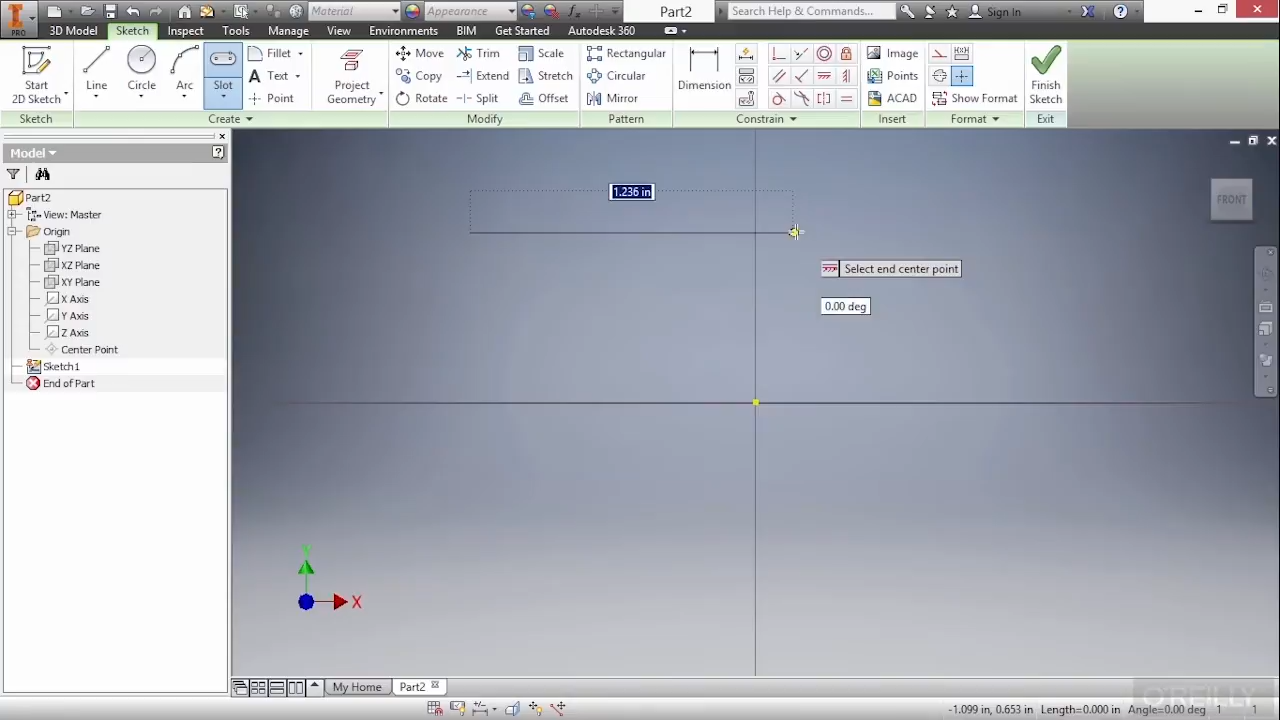 PRO Material Appearance Part2 Search Help & Commands... Sign In
3D Model Sketch Inspect Tools Manage View Environments BIM Get Started Autodesk 360
Start 2D Sketch Line Circle Arc Slot Fillet Text Point Project Geometry Move Copy Rotate Trim Extend Split Scale Stretch Offset Rectangular Circular Mirror Dimension Image Points ACAD Show Format Finish Sketch
Sketch Create Modify Pattern Constrain Insert Format Exit
Model
Part2
View: Master
Origin
YZ Plane
XZ Plane
XY Plane
X Axis
Y Axis
Z Axis
Center Point
Sketch1
End of Part
1.236 in
FRONT
Select end center point
0.00 deg
Y
X
My Home Part2
O'REILLY
-1.099 in, 0.653 in Length=0.000 in Angle=0.00 deg 1 1